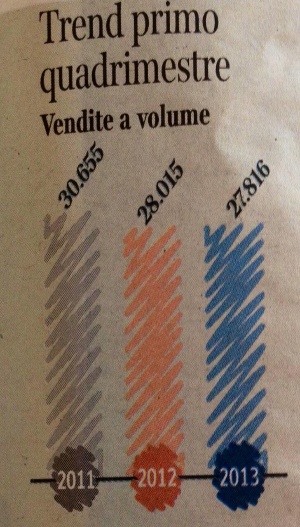 Trend primo
quadrimestre
Vendite a volume
30.655
28.015
27.816
2011
2012
2013